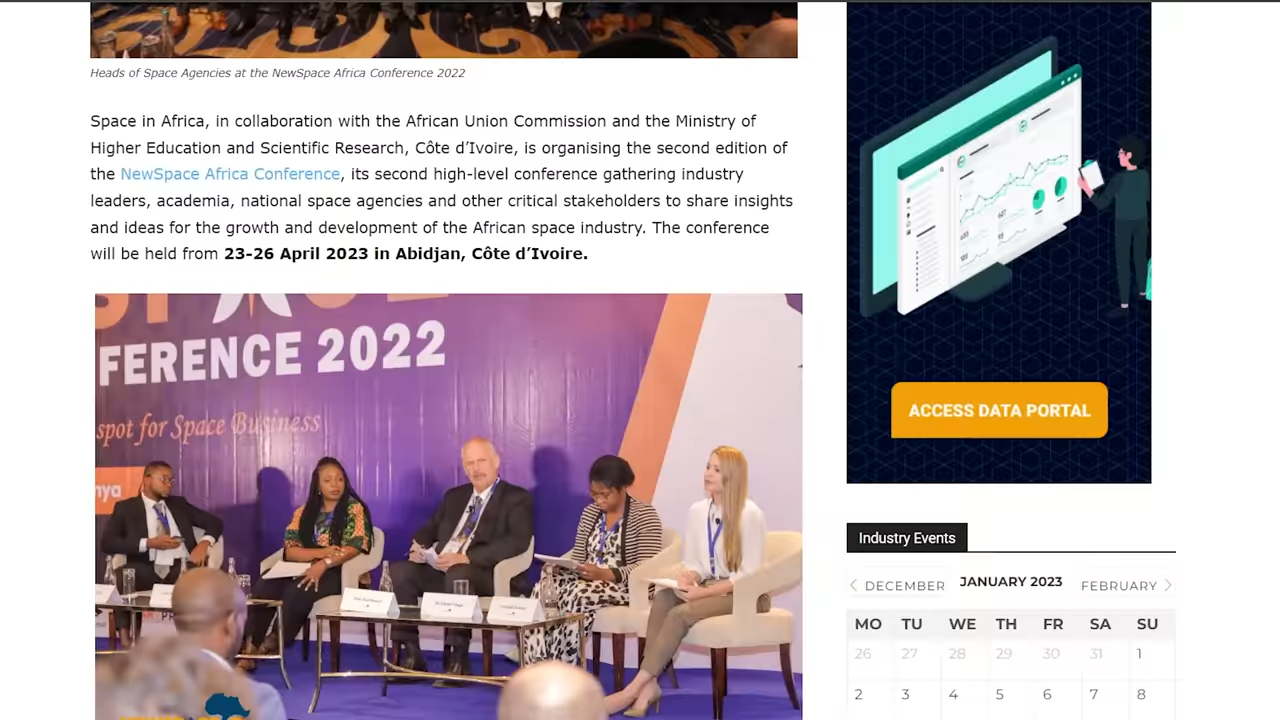 Heads of Space Agencies at the NewSpace Africa Conference 2022
Space in Africa, in collaboration with the African Union Commission and the Ministry of
Higher Education and Scientific Research, Côte d’Ivoire, is organising the second edition of
the NewSpace Africa Conference, its second high-level conference gathering industry
leaders, academia, national space agencies and other critical stakeholders to share insights
and ideas for the growth and development of the African space industry. The conference
will be held from 23-26 April 2023 in Abidjan, Côte d’Ivoire.
FERENCE 2022
spot for Space Business
nya
ACCESS DATA PORTAL
Industry Events
DECEMBER JANUARY 2023 FEBRUARY
MO TU WE TH FR SA SU
26 27 28 29 30 31 1
2 3 4 5 6 7 8